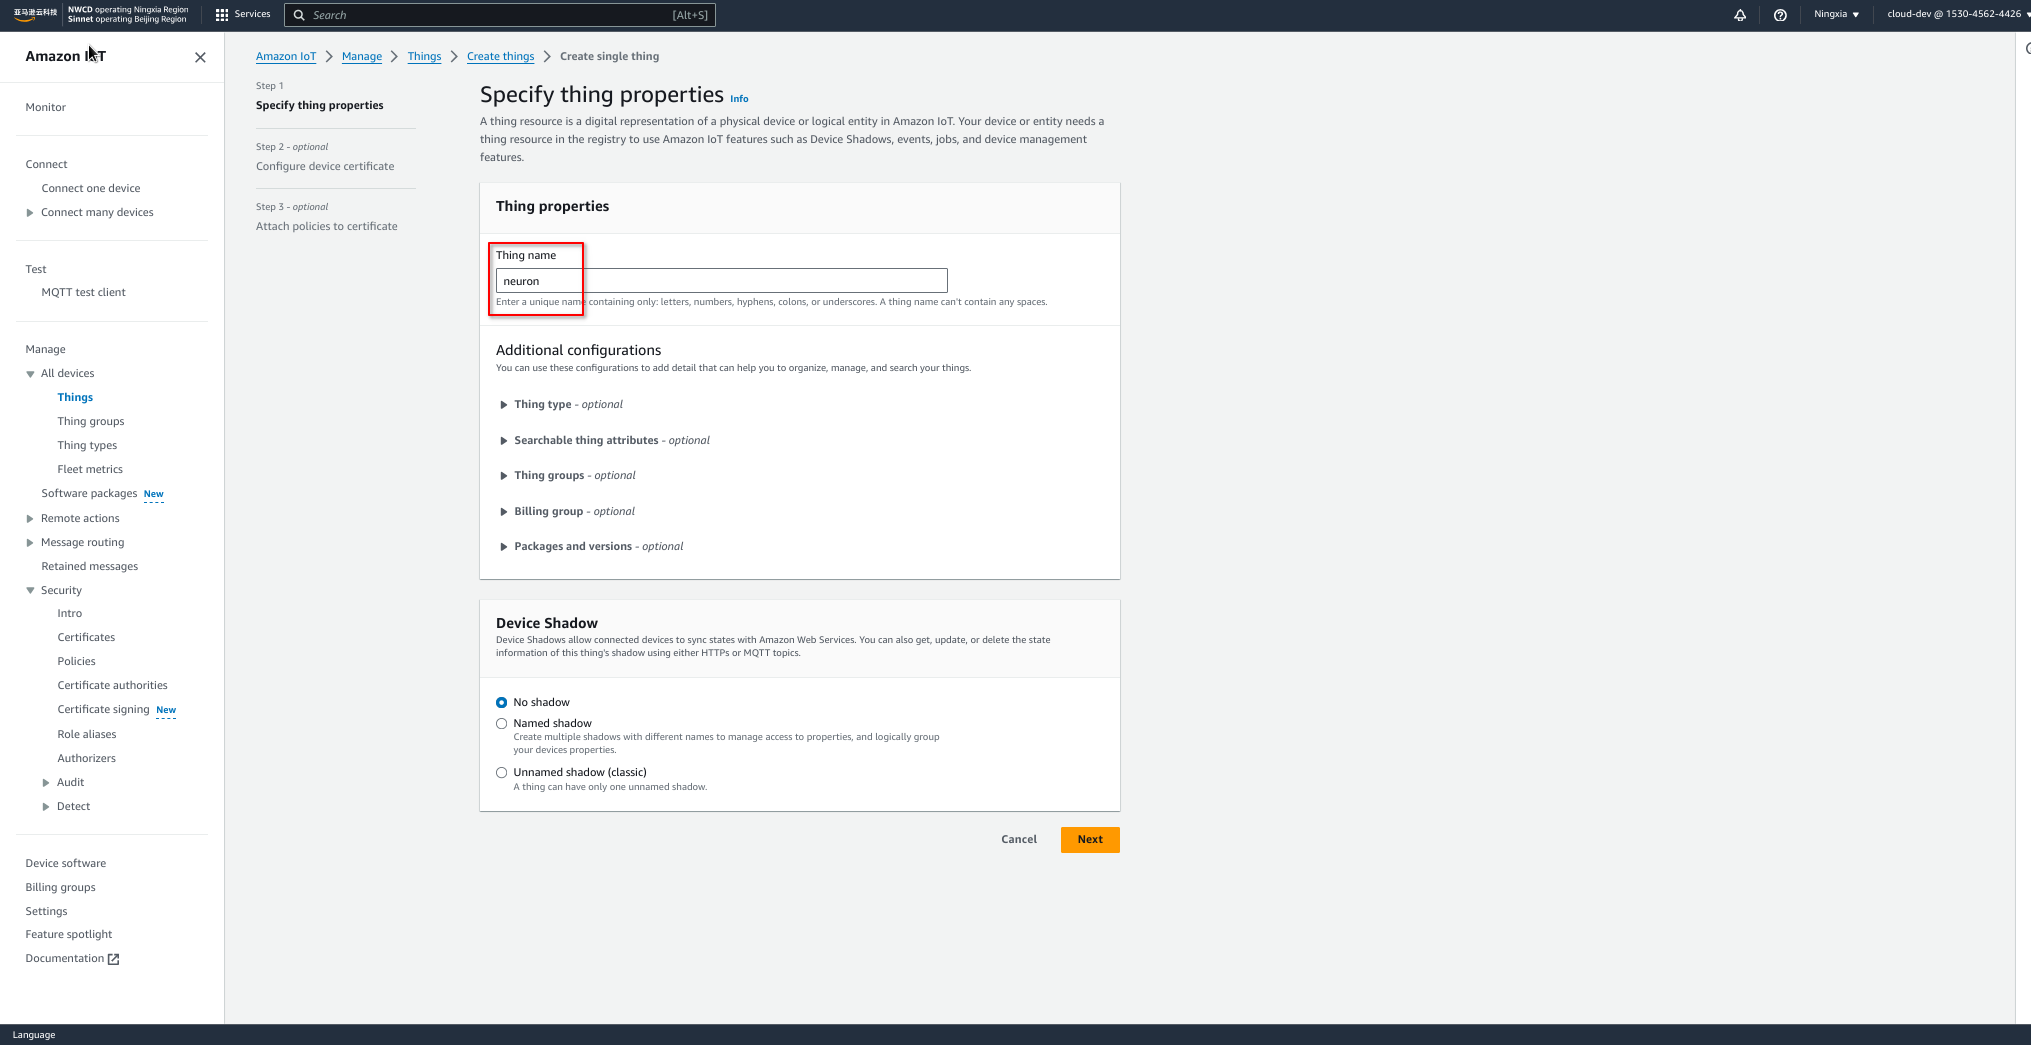 亚马逊云科技
NWCD operating Ningxia Region
Sinnet operating Beijing Region
Services
Search
[Alt+S]
Ningxia
cloud-dev @ 1530-4562-4426
Amazon IoT
Monitor
Connect
Connect one device
Connect many devices
Test
MQTT test client
Manage
All devices
Things
Thing groups
Thing types
Fleet metrics
Software packages New
Remote actions
Message routing
Retained messages
Security
Intro
Certificates
Policies
Certificate authorities
Certificate signing New
Role aliases
Authorizers
Audit
Detect
Device software
Billing groups
Settings
Feature spotlight
Documentation
Amazon IoT
Manage
Things
Create things
Create single thing
Step 1
Specify thing properties
Step 2 - optional
Configure device certificate
Step 3 - optional
Attach policies to certificate
Specify thing properties Info
A thing resource is a digital representation of a physical device or logical entity in Amazon IoT. Your device or entity needs a
thing resource in the registry to use Amazon IoT features such as Device Shadows, events, jobs, and device management
features.
Thing properties
Thing name
neuron
Enter a unique name containing only: letters, numbers, hyphens, colons, or underscores. A thing name can't contain any spaces.
Additional configurations
You can use these configurations to add detail that can help you to organize, manage, and search your things.
Thing type - optional
Searchable thing attributes - optional
Thing groups - optional
Billing group - optional
Packages and versions - optional
Device Shadow
Device Shadows allow connected devices to sync states with Amazon Web Services. You can also get, update, or delete the state
information of this thing's shadow using either HTTPs or MQTT topics.
No shadow
Named shadow
Create multiple shadows with different names to manage access to properties, and logically group
your devices properties.
Unnamed shadow (classic)
A thing can have only one unnamed shadow.
Cancel
Next
Language